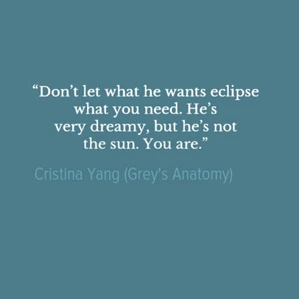 “Don’t let what he wants eclipse
what you need. He’s
very dreamy, but he’s not
the sun. You are.”
Cristina Yang (Grey's Anatomy)